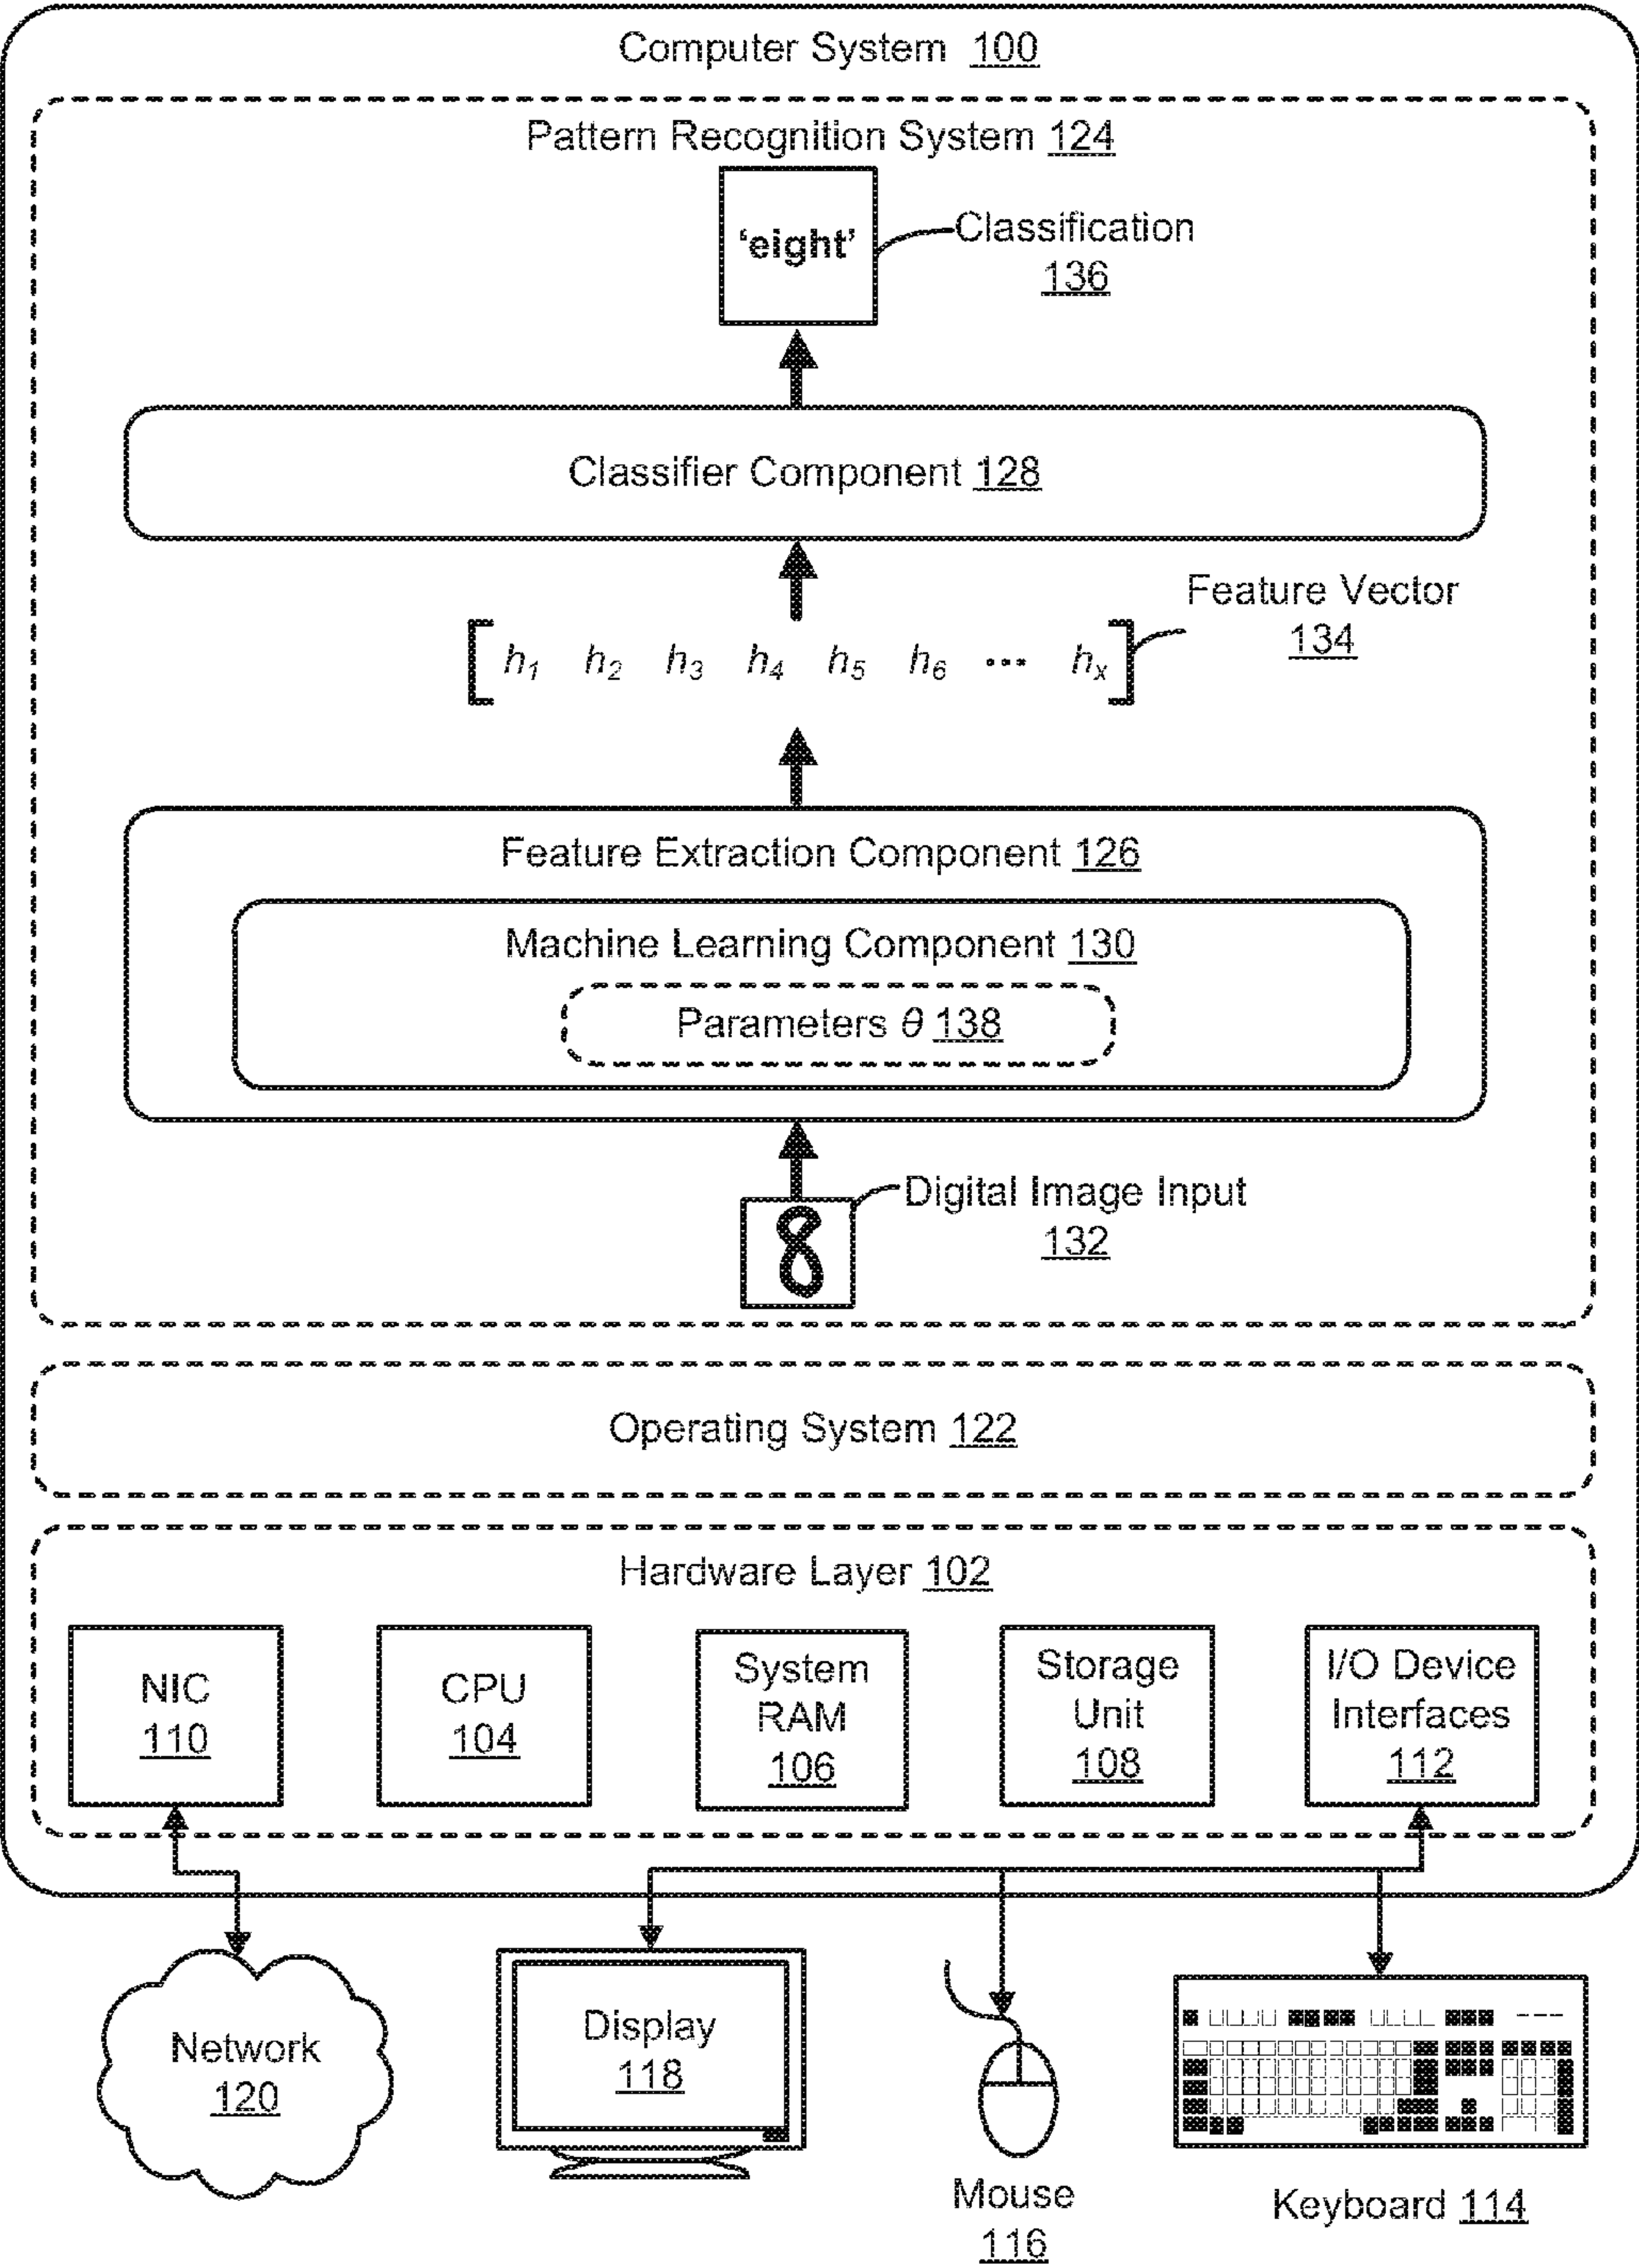 Computer System 100
Pattern Recognition System 124
'eight'
Classification
136
Classifier Component 128
Feature Vector
134
h1 h2 h3 h4 h5 h6 ... hx
Feature Extraction Component 126
Machine Learning Component 130
Parameters θ 138
8
Digital Image Input
132
Operating System 122
Hardware Layer 102
NIC
110
CPU
104
System
RAM
106
Storage
Unit
108
I/O Device
Interfaces
112
Network
120
Display
118
Mouse
116
Keyboard 114